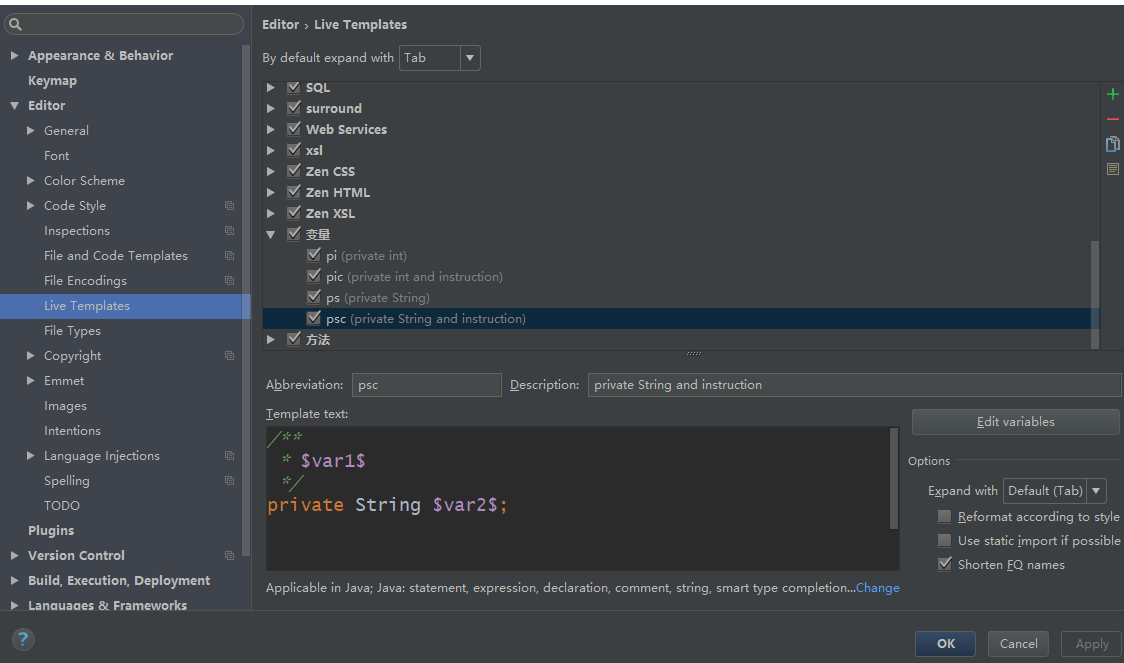 Editor › Live Templates
By default expand with Tab
Appearance & Behavior
Keymap
Editor
General
Font
Color Scheme
Code Style
Inspections
File and Code Templates
File Encodings
Live Templates
File Types
Copyright
Emmet
Images
Intentions
Language Injections
Spelling
TODO
Plugins
Version Control
Build, Execution, Deployment
Languages & Frameworks
SQL
surround
Web Services
xsl
Zen CSS
Zen HTML
Zen XSL
变量
pi (private int)
pic (private int and instruction)
ps (private String)
psc (private String and instruction)
方法
Abbreviation: psc Description: private String and instruction
Template text:
/**
* $var1$
*/
private String $var2$;
Edit variables
Options
Expand with Default (Tab)
Reformat according to style
Use static import if possible
Shorten FQ names
Applicable in Java; Java: statement, expression, declaration, comment, string, smart type completion...Change
? OK Cancel Apply